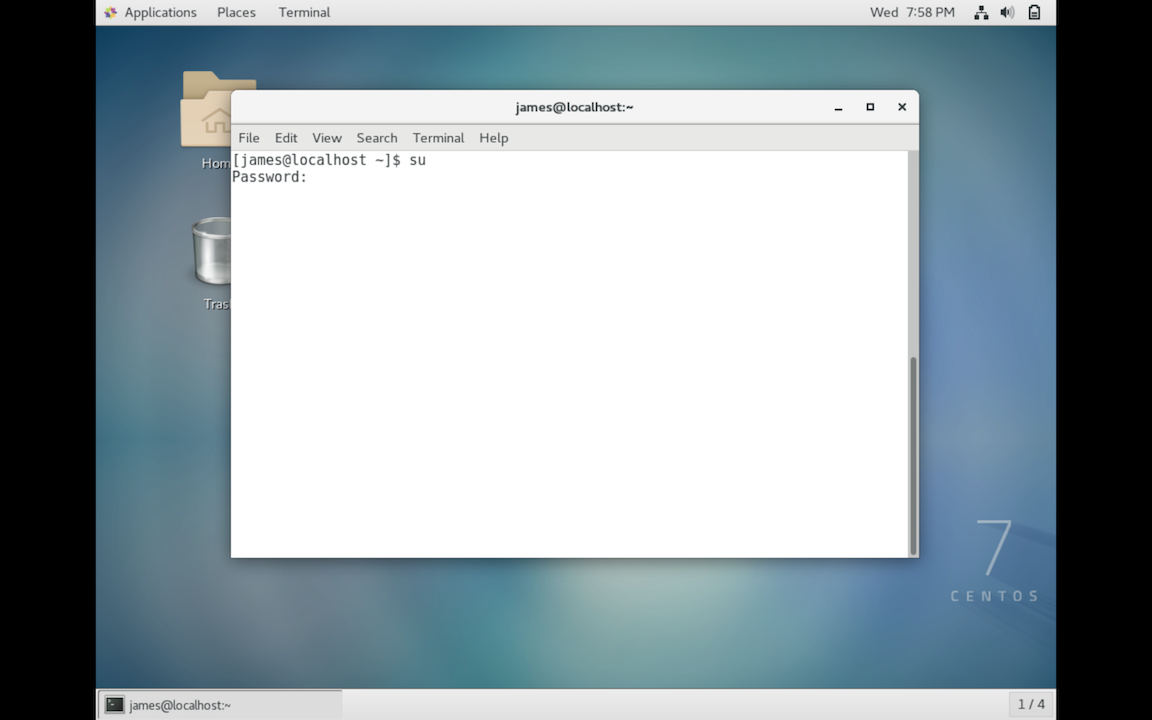 Applications Places Terminal Wed 7:58 PM
james@localhost:~
File Edit View Search Terminal Help
[james@localhost ~]$ su
Password:
Hom
Tras
7
CENTOS
james@localhost:~ 1 / 4